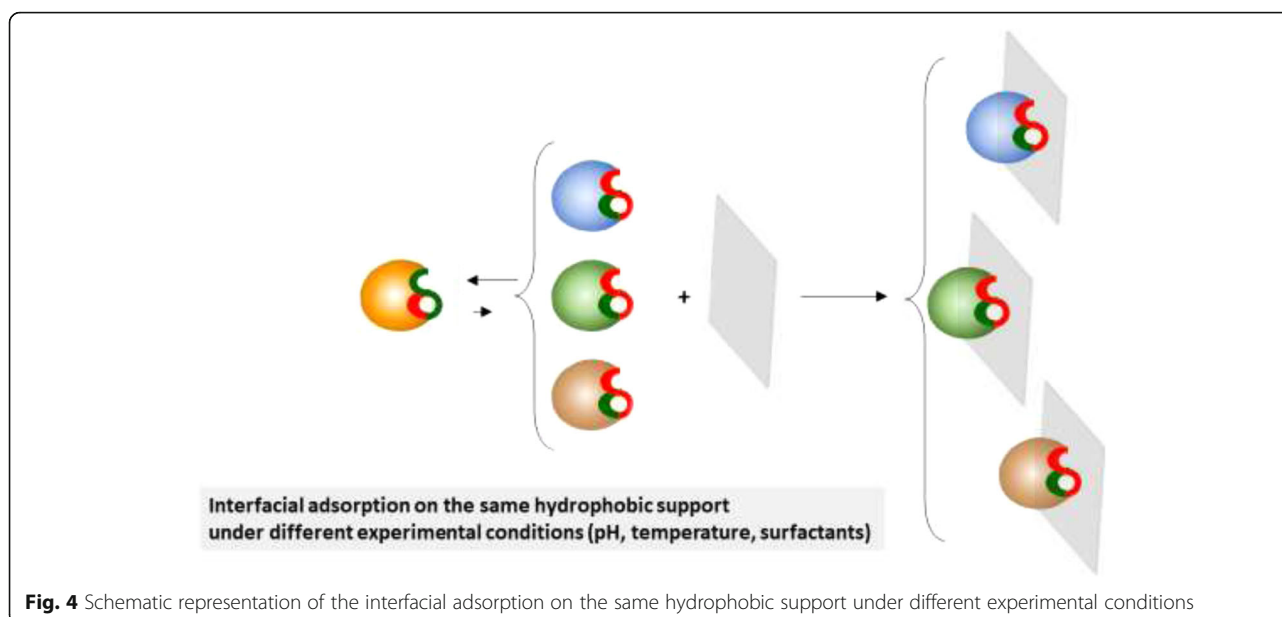 +
Interfacial adsorption on the same hydrophobic support
under different experimental conditions (pH, temperature, surfactants)
Fig. 4 Schematic representation of the interfacial adsorption on the same hydrophobic support under different experimental conditions